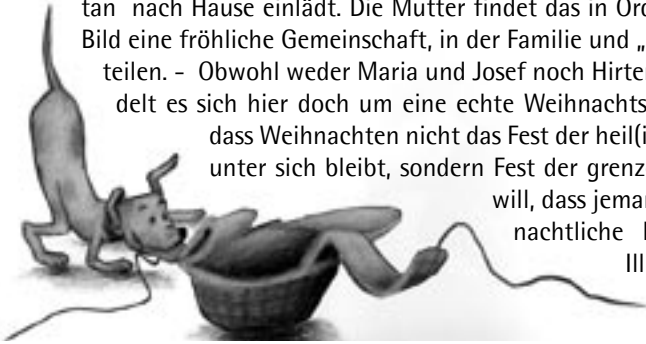 tan nach Hause einlädt. Die Mutter findet das in Ord
Bild eine fröhliche Gemeinschaft, in der Familie und „
teilen. - Obwohl weder Maria und Josef noch Hirten
delt es sich hier doch um eine echte Weihnachts
dass Weihnachten nicht das Fest der heil(i
unter sich bleibt, sondern Fest der grenz
will, dass jeman
nachtliche
Ill